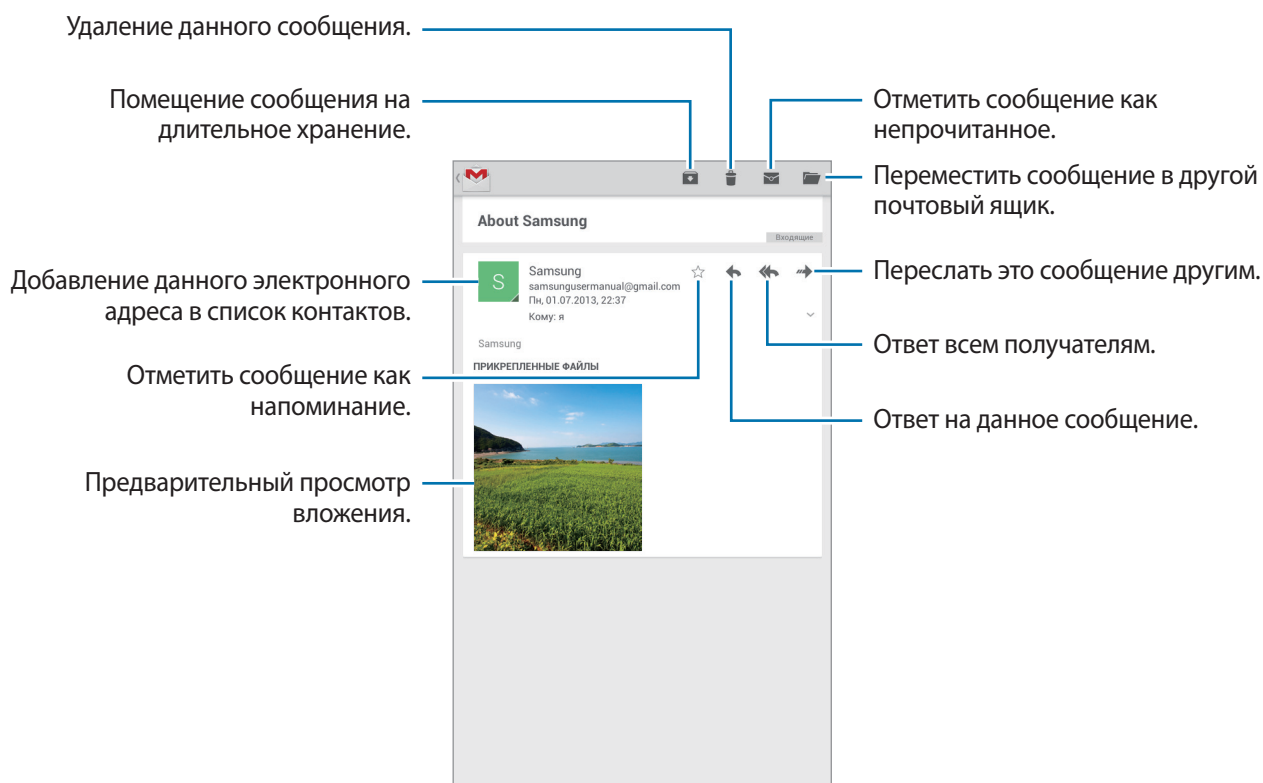 Удаление данного сообщения.
Помещение сообщения на
длительное хранение.
Отметить сообщение как
непрочитанное.
Переместить сообщение в другой
почтовый ящик.
About Samsung
Входящие
Добавление данного электронного
адреса в список контактов.
S
Samsung
samsungusermanual@gmail.com
Пн, 01.07.2013, 22:37
Кому: я
Переслать это сообщение другим.
Samsung
ПРИКРЕПЛЕННЫЕ ФАЙЛЫ
Ответ всем получателям.
Отметить сообщение как
напоминание.
Ответ на данное сообщение.
Предварительный просмотр
вложения.